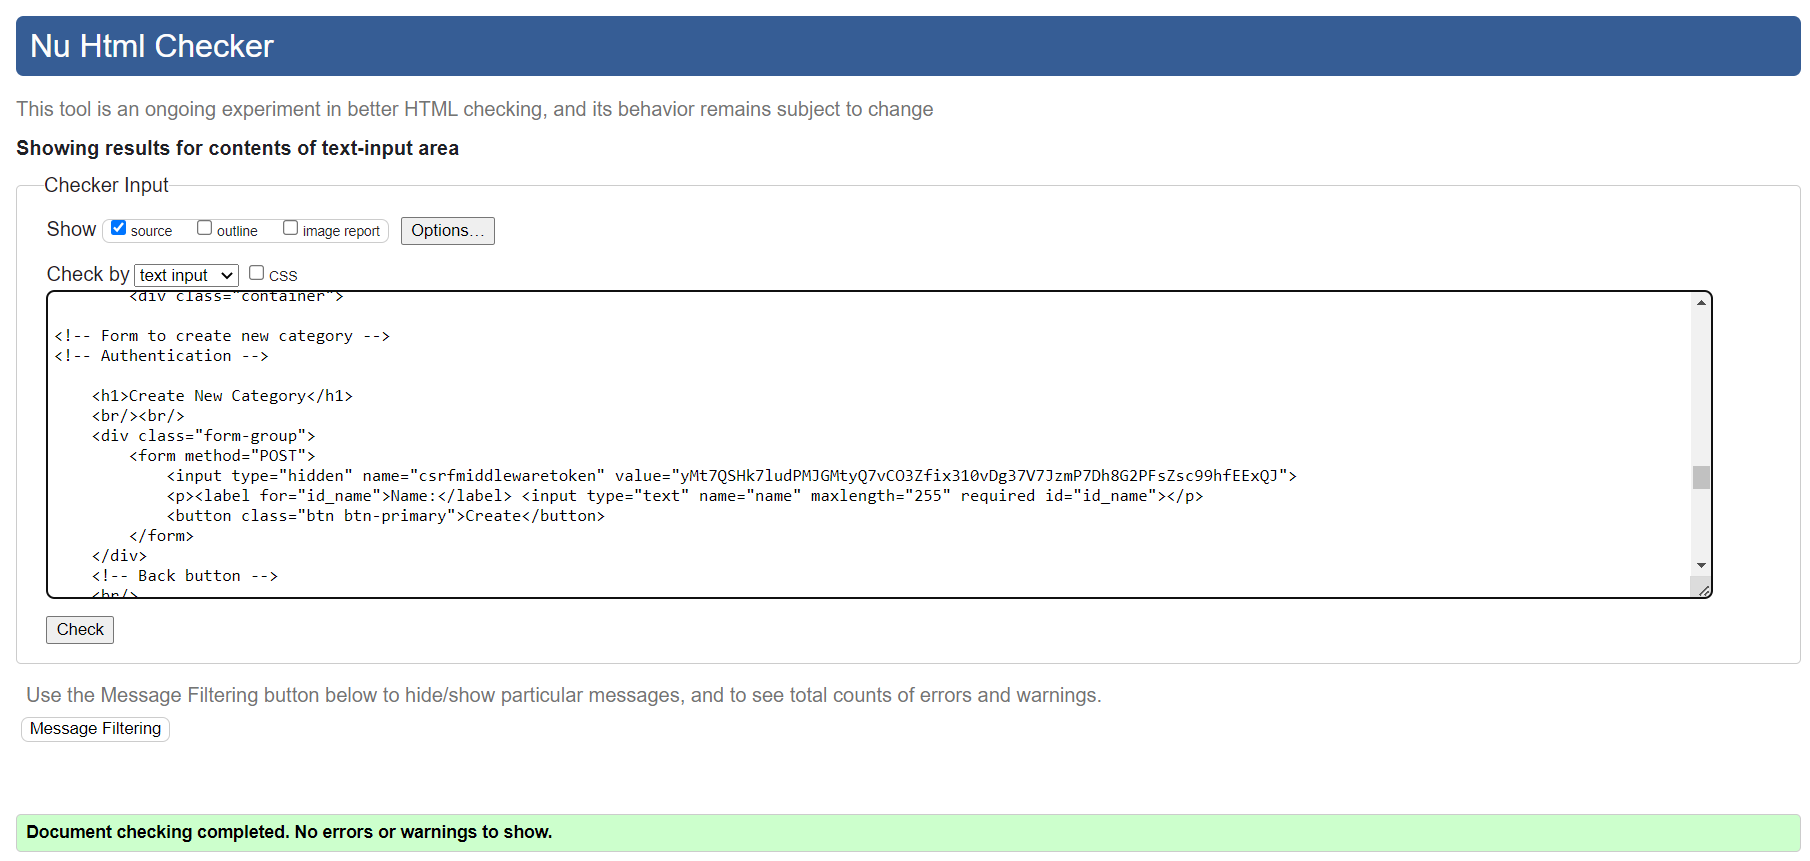 Nu Html Checker
This tool is an ongoing experiment in better HTML checking, and its behavior remains subject to change
Showing results for contents of text-input area
Checker Input
Show source outline image report Options...
Check by text input CSS
<div class="container">
<!-- Form to create new category -->
<!-- Authentication -->
<h1>Create New Category</h1>
<br/><br/>
<div class="form-group">
<form method="POST">
<input type="hidden" name="csrfmiddlewaretoken" value="yMt7QSHk7ludPMJGMtyQ7vCO3Zfix310vDg37V7JzmP7Dh8G2PFsZsc99hfEExQJ">
<p><label for="id_name">Name:</label> <input type="text" name="name" maxlength="255" required id="id_name"></p>
<button class="btn btn-primary">Create</button>
</form>
</div>
<!-- Back button -->
<br/>
Check
Use the Message Filtering button below to hide/show particular messages, and to see total counts of errors and warnings.
Message Filtering
Document checking completed. No errors or warnings to show.